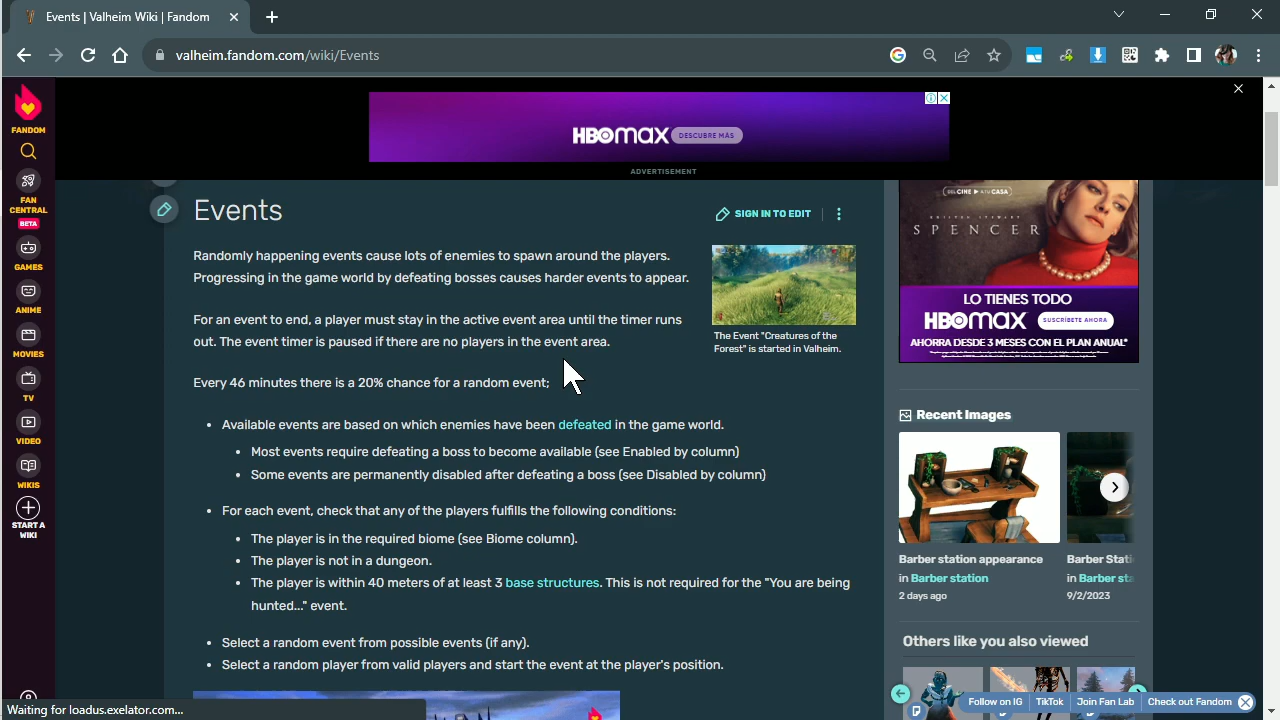 Events | Valheim Wiki | Fandom
valheim.fandom.com/wiki/Events
FANDOM
FAN
CENTRAL
BETA
GAMES
ANIME
MOVIES
TV
VIDEO
WIKIS
START A
WIKI
HBOMAX DESCUBRE MÁS
ADVERTISEMENT
Events
SIGN IN TO EDIT
Randomly happening events cause lots of enemies to spawn around the players.
Progressing in the game world by defeating bosses causes harder events to appear.
For an event to end, a player must stay in the active event area until the timer runs
out. The event timer is paused if there are no players in the event area.
The Event "Creatures of the
Forest" is started in Valheim.
Every 46 minutes there is a 20% chance for a random event;
• Available events are based on which enemies have been defeated in the game world.
• Most events require defeating a boss to become available (see Enabled by column)
• Some events are permanently disabled after defeating a boss (see Disabled by column)
• For each event, check that any of the players fulfills the following conditions:
• The player is in the required biome (see Biome column).
• The player is not in a dungeon.
• The player is within 40 meters of at least 3 base structures. This is not required for the "You are being
hunted..." event.
• Select a random event from possible events (if any).
• Select a random player from valid players and start the event at the player's position.
DEL CINE ▶ A TU CASA
KRISTEN STEWART
SPENCER
LO TIENES TODO
HBOMAX SUSCRÍBETE AHORA
AHORRA DESDE 3 MESES CON EL PLAN ANUAL*
Recent Images
Barber station appearance
in Barber station
2 days ago
Barber Stati
in Barber sta
9/2/2023
Others like you also viewed
Follow on IG TikTok Join Fan Lab Check out Fandom
Waiting for loadus.exelator.com...